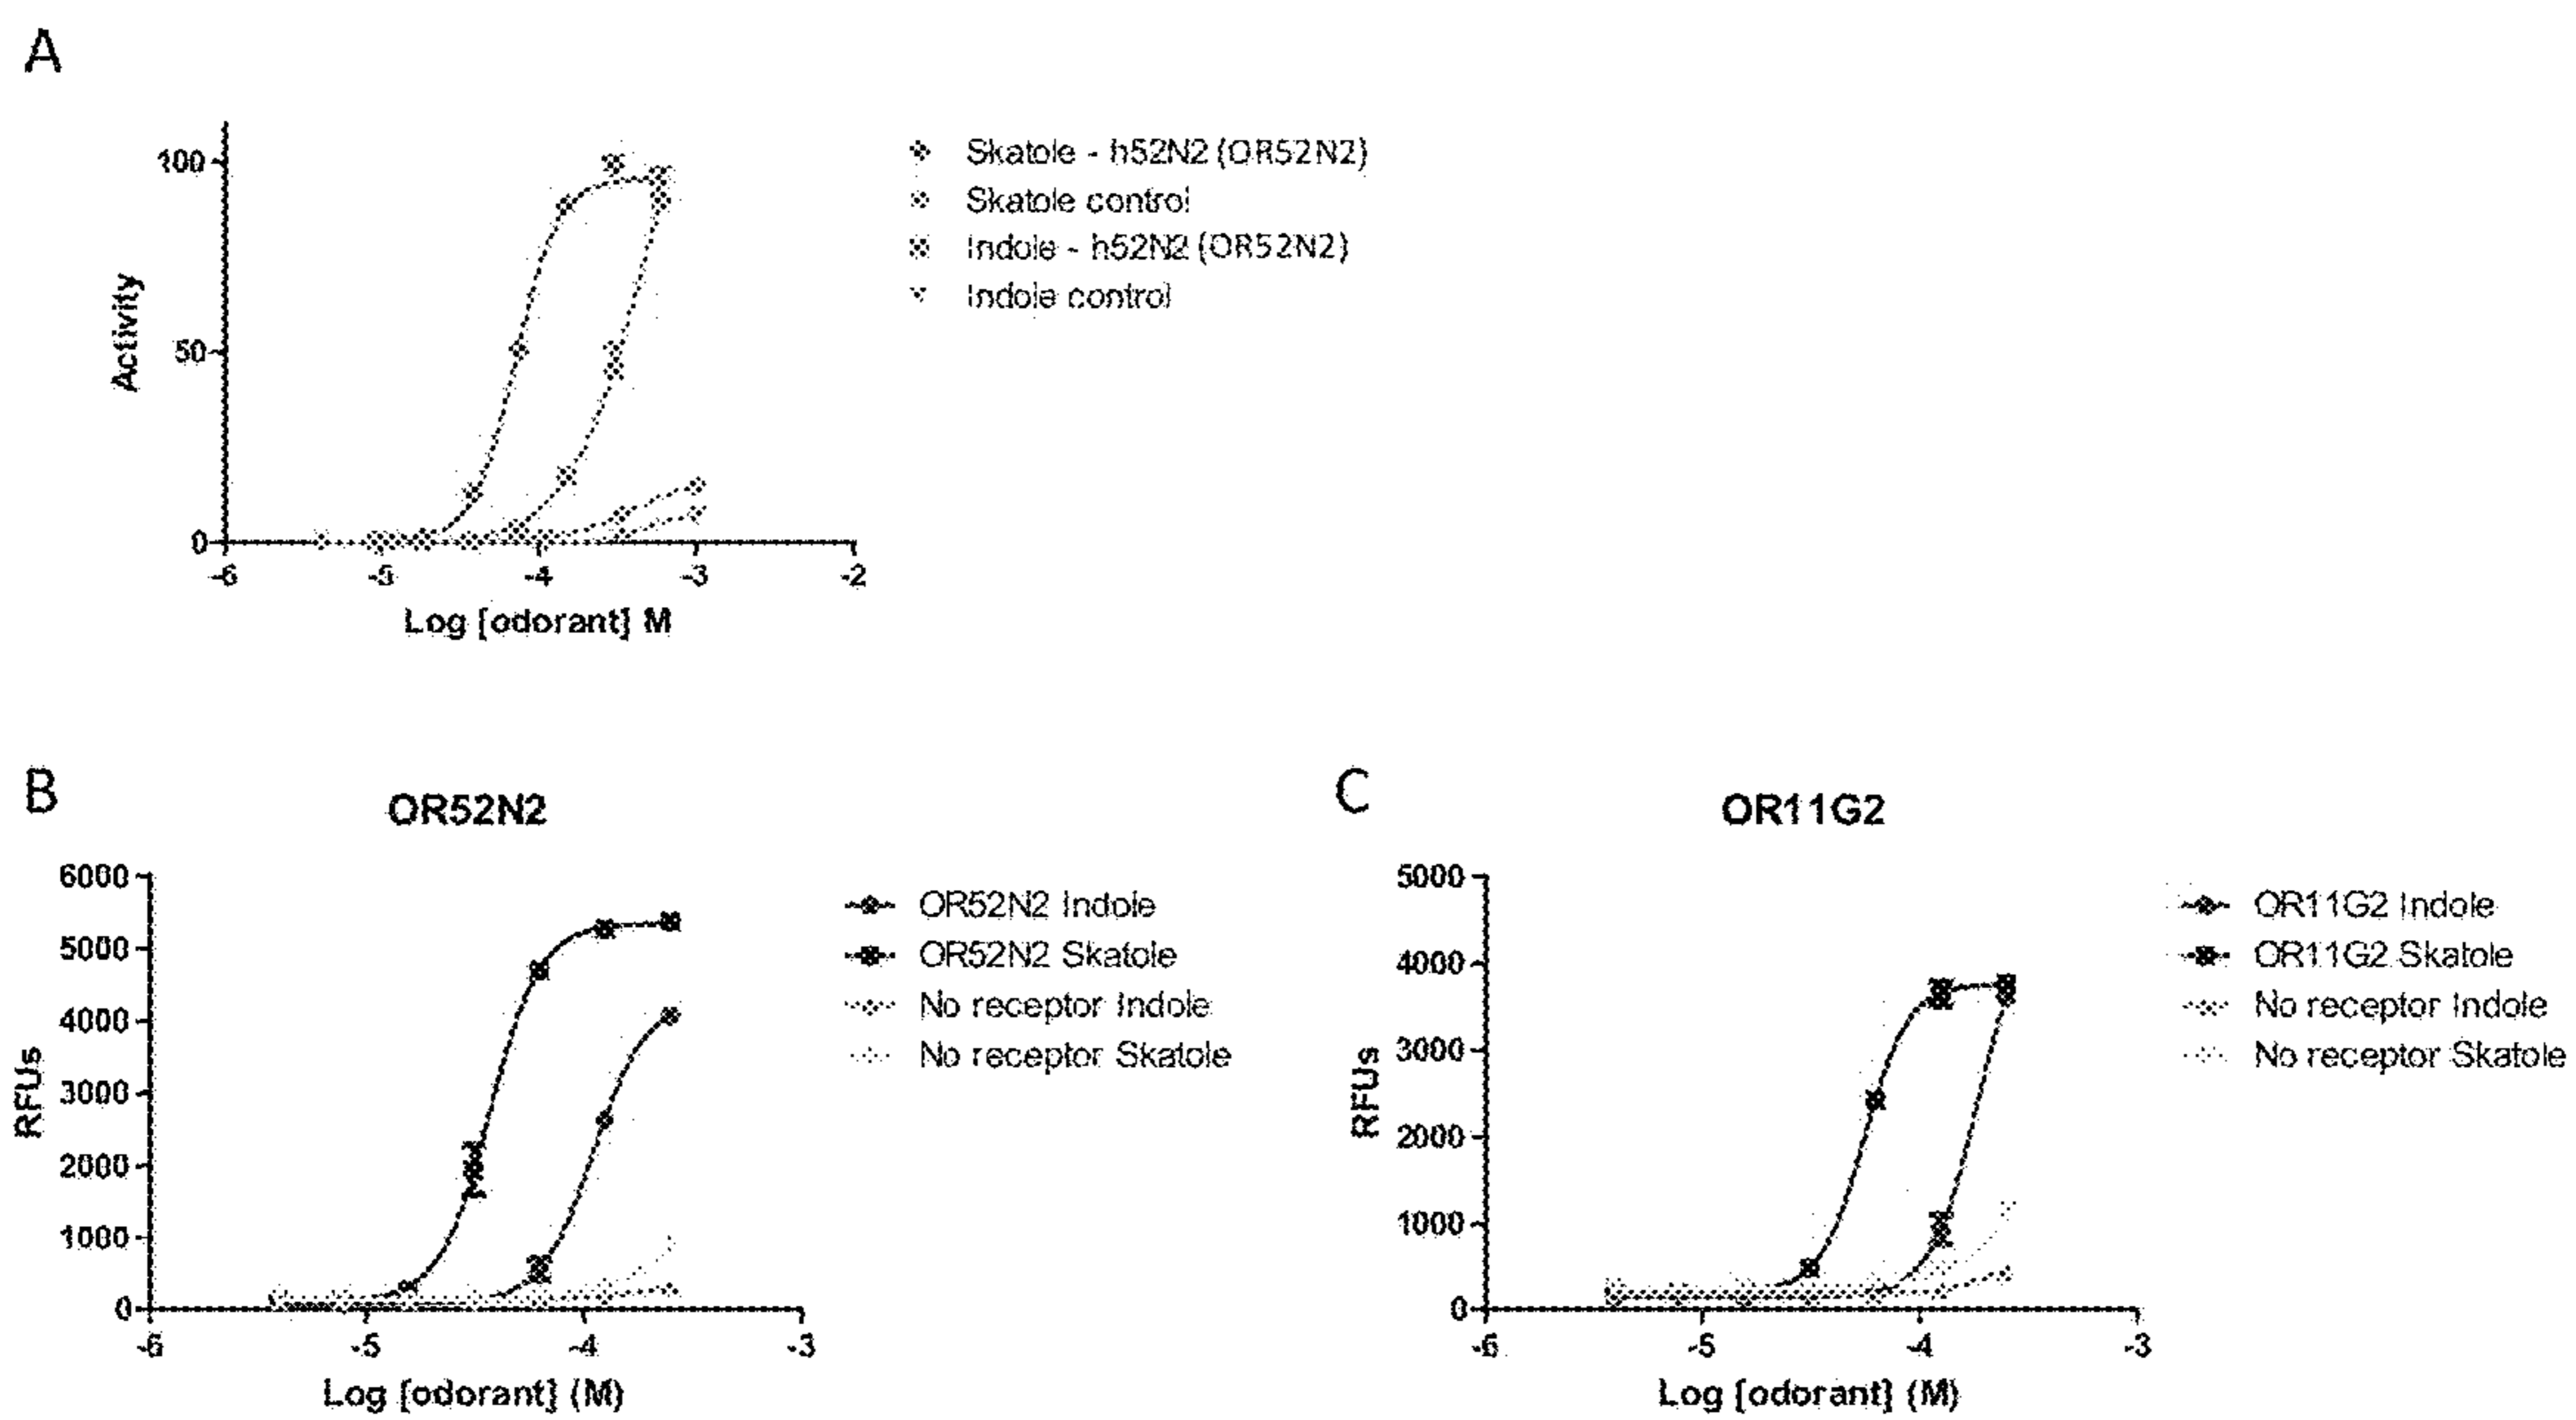 A
100
50
0
Activity
-6 -5 -4 -3 -2
Log [odorant] M
Skatole - h52N2 (OR52N2)
Skatole control
Indole - h52N2 (OR52N2)
Indole control
B
OR52N2
6000
5000
4000
3000
2000
1000
0
RFUs
-6 -5 -4 -3
Log [odorant] (M)
OR52N2 Indole
OR52N2 Skatole
No receptor Indole
No receptor Skatole
C
OR11G2
5000
4000
3000
2000
1000
0
RFUs
-6 -5 -4 -3
Log [odorant] (M)
OR11G2 Indole
OR11G2 Skatole
No receptor Indole
No receptor Skatole